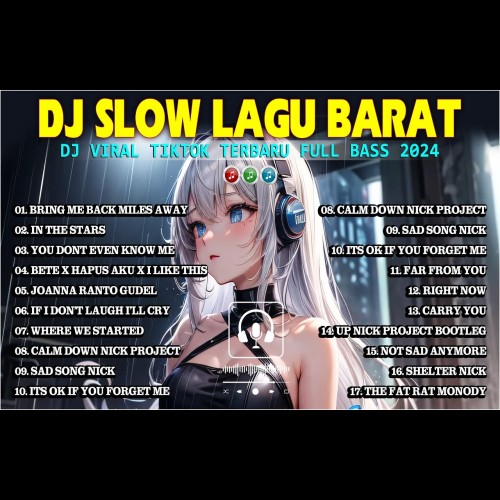 DJ SLOW LAGU BARAT
DJ VIRAL TIKTOK TERBARU FULL BASS 2024
01. BRING ME BACK MILES AWAY
02. IN THE STARS
03. YOU DONT EVEN KNOW ME
04. BETE X HAPUS AKU X I LIKE THIS
05. JOANNA RANTO GUDEL
06. IF I DON'T LAUGH I'LL CRY
07. WHERE WE STARTED
08. CALM DOWN NICK PROJECT
09. SAD SONG NICK
10. ITS OK IF YOU FORGET ME
08. CALM DOWN NICK PROJECT
09. SAD SONG NICK
10. ITS OK IF YOU FORGET ME
11. FAR FROM YOU
12. RIGHT NOW
13. CARRY YOU
14. UP NICK PROJECT BOOTLEG
15. NOT SAD ANYMORE
16. SHELTER NICK
17. THE FAT RAT MONODY